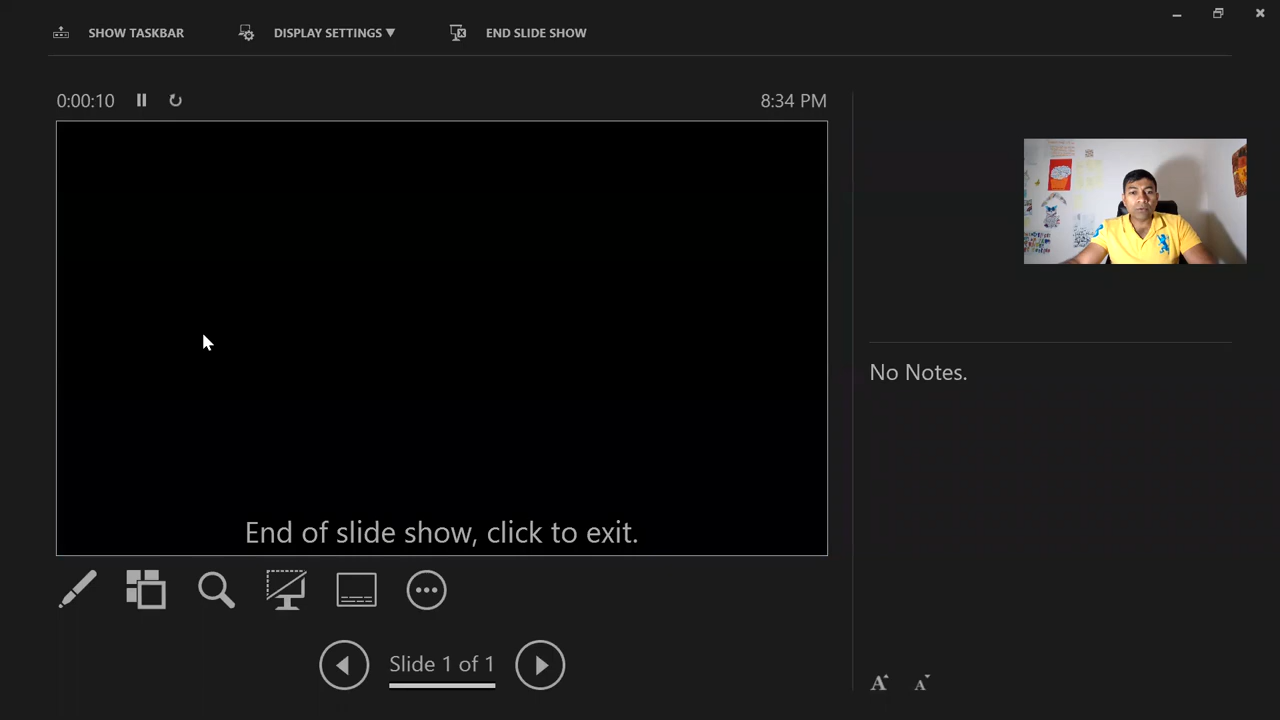 SHOW TASKBAR
DISPLAY SETTINGS ▼
END SLIDE SHOW
0:00:10
8:34 PM
End of slide show, click to exit.
No Notes.
Slide 1 of 1
A
A